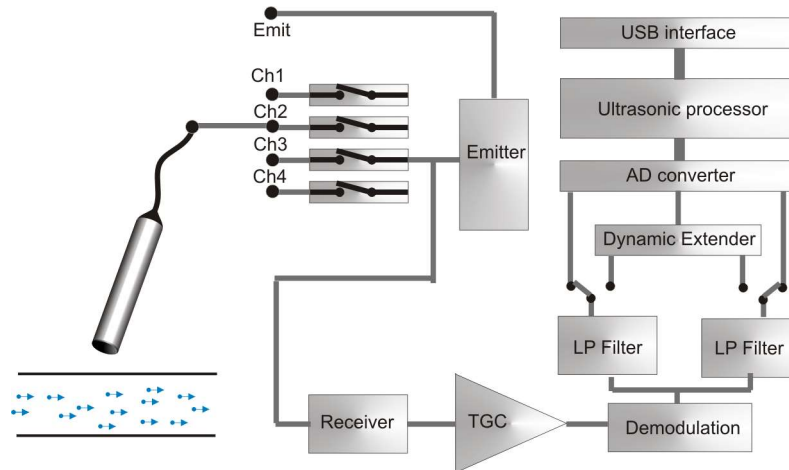 Emit
Ch1
Ch2
Ch3
Ch4
Emitter
USB interface
Ultrasonic processor
AD converter
Dynamic Extender
LP Filter
LP Filter
Receiver
TGC
Demodulation